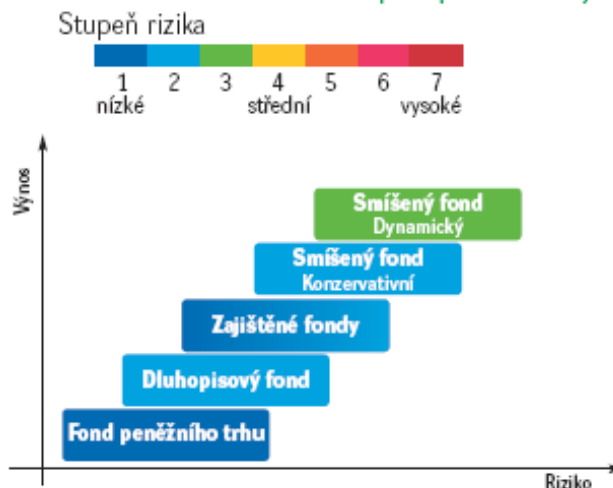 Stupeň rizika
1 2 3 4 5 6 7
nízké střední vysoké
Výnos
Smíšený fond
Dynamický
Smíšený fond
Konzervativní
Zajištěné fondy
Dluhopisový fond
Fond peněžního trhu
Riziko